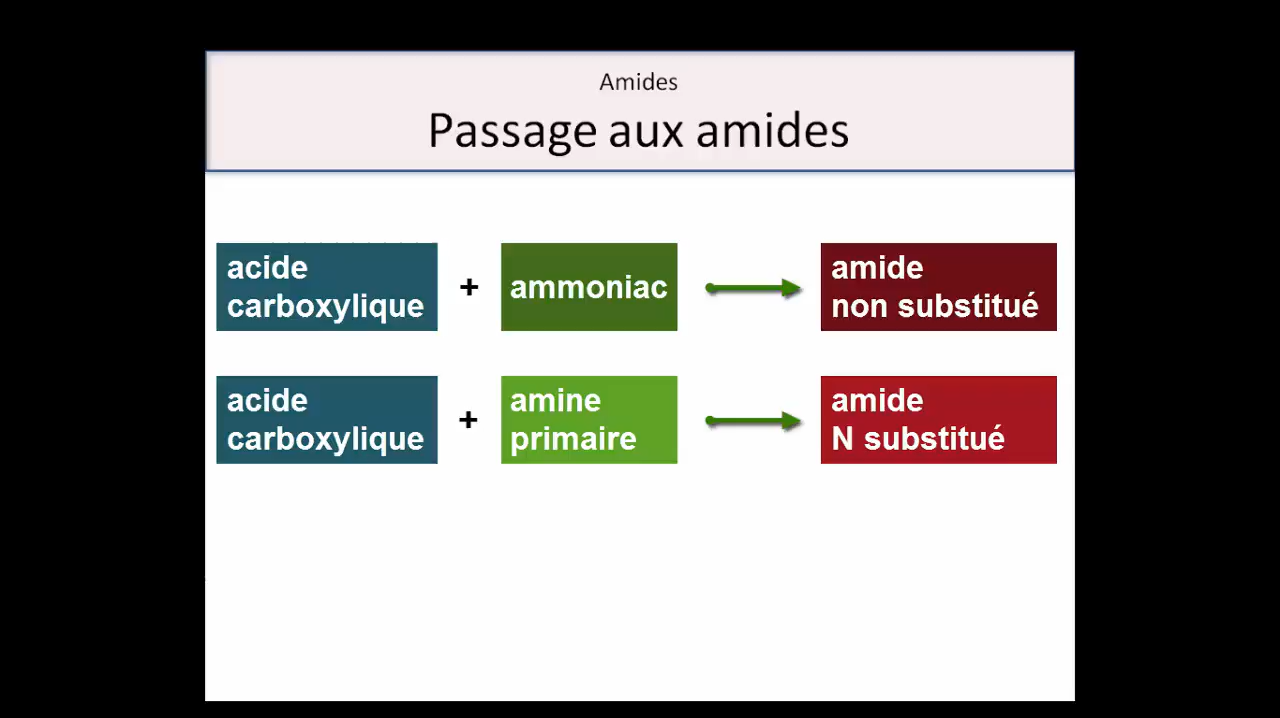 Amides
Passage aux amides
acide
carboxylique
+
ammoniac
amide
non substitué
acide
carboxylique
+
amine
primaire
amide
N substitué